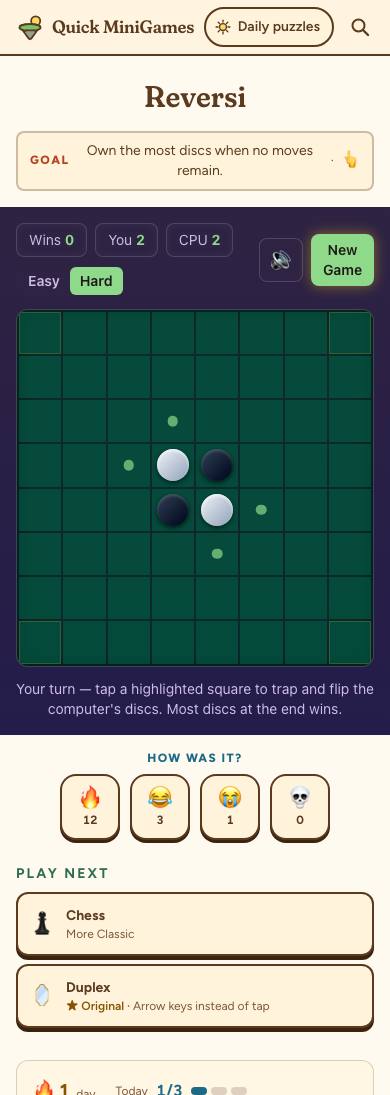 Quick MiniGames
Daily puzzles
Reversi
GOAL
Own the most discs when no moves
remain.
Wins 0
You 2
CPU 2
New
Game
Easy
Hard
Your turn — tap a highlighted square to trap and flip the
computer's discs. Most discs at the end wins.
HOW WAS IT?
12
3
1
0
PLAY NEXT
Chess
More Classic
Duplex
★ Original · Arrow keys instead of tap
1 day
Today 1/3